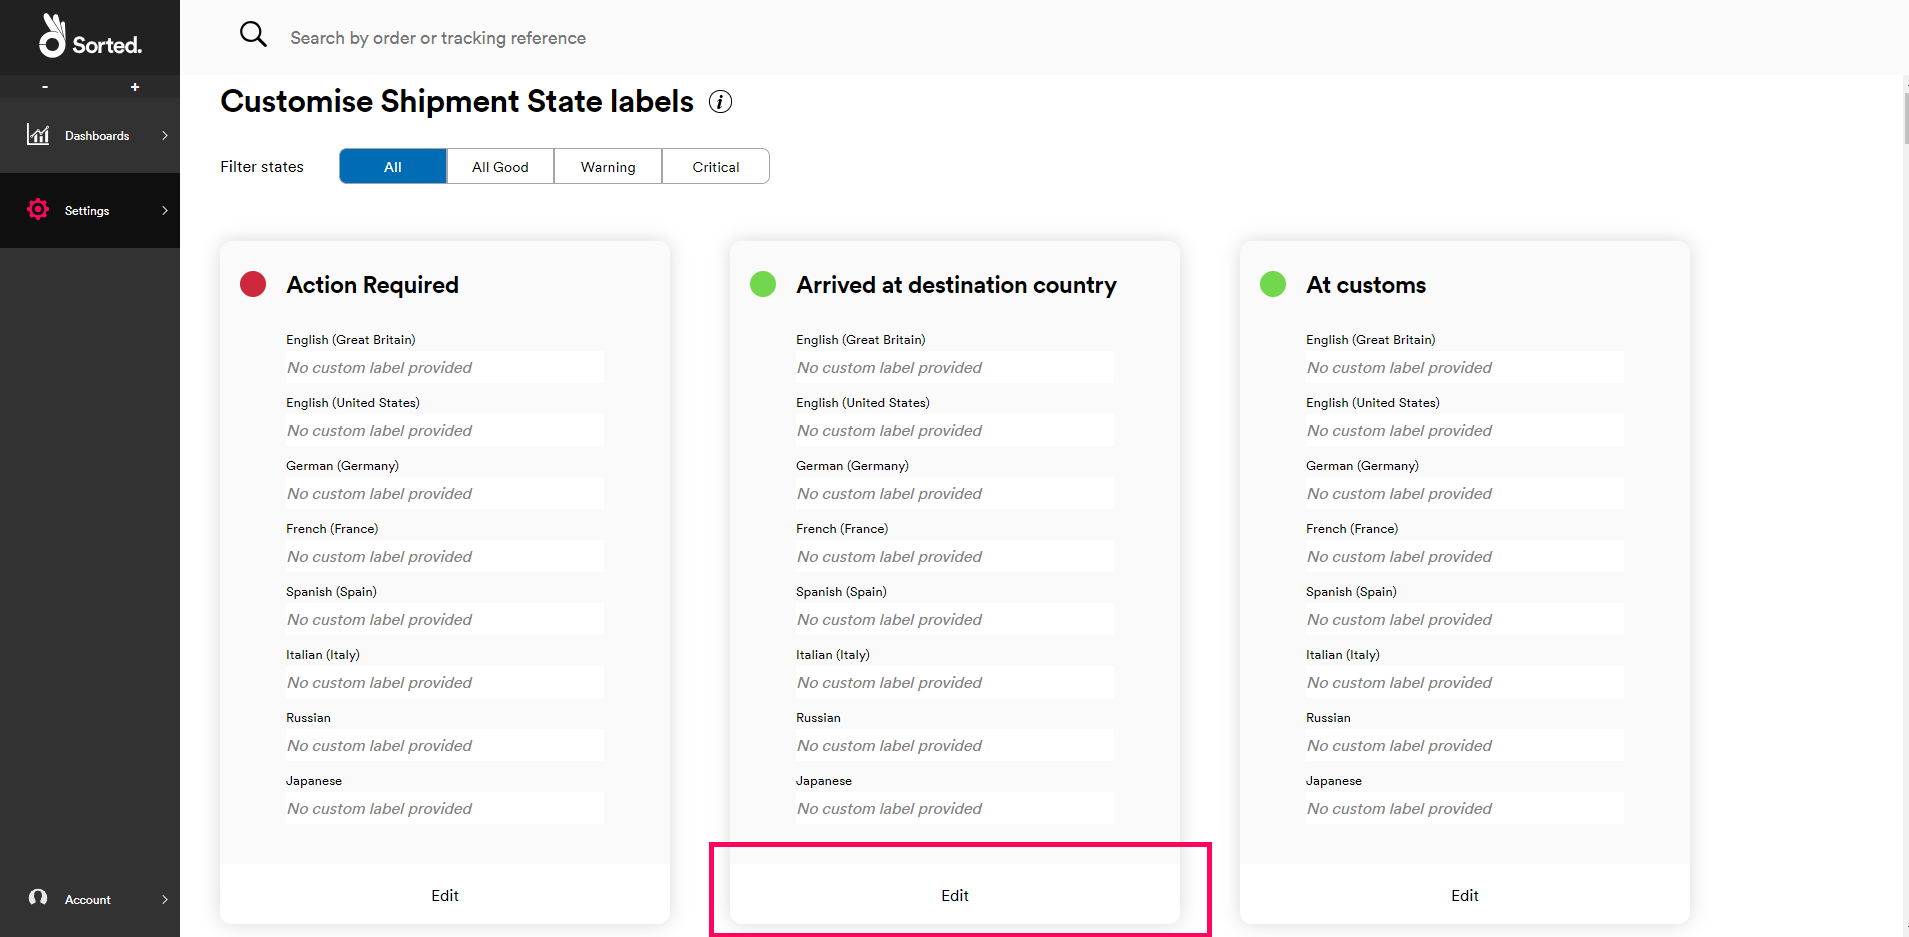 Sorted.
- +
Dashboards
Settings
Account
Search by order or tracking reference
Customise Shipment State labels i
Filter states All All Good Warning Critical
Action Required
English (Great Britain)
No custom label provided
English (United States)
No custom label provided
German (Germany)
No custom label provided
French (France)
No custom label provided
Spanish (Spain)
No custom label provided
Italian (Italy)
No custom label provided
Russian
No custom label provided
Japanese
No custom label provided
Edit
Arrived at destination country
English (Great Britain)
No custom label provided
English (United States)
No custom label provided
German (Germany)
No custom label provided
French (France)
No custom label provided
Spanish (Spain)
No custom label provided
Italian (Italy)
No custom label provided
Russian
No custom label provided
Japanese
No custom label provided
Edit
At customs
English (Great Britain)
No custom label provided
English (United States)
No custom label provided
German (Germany)
No custom label provided
French (France)
No custom label provided
Spanish (Spain)
No custom label provided
Italian (Italy)
No custom label provided
Russian
No custom label provided
Japanese
No custom label provided
Edit